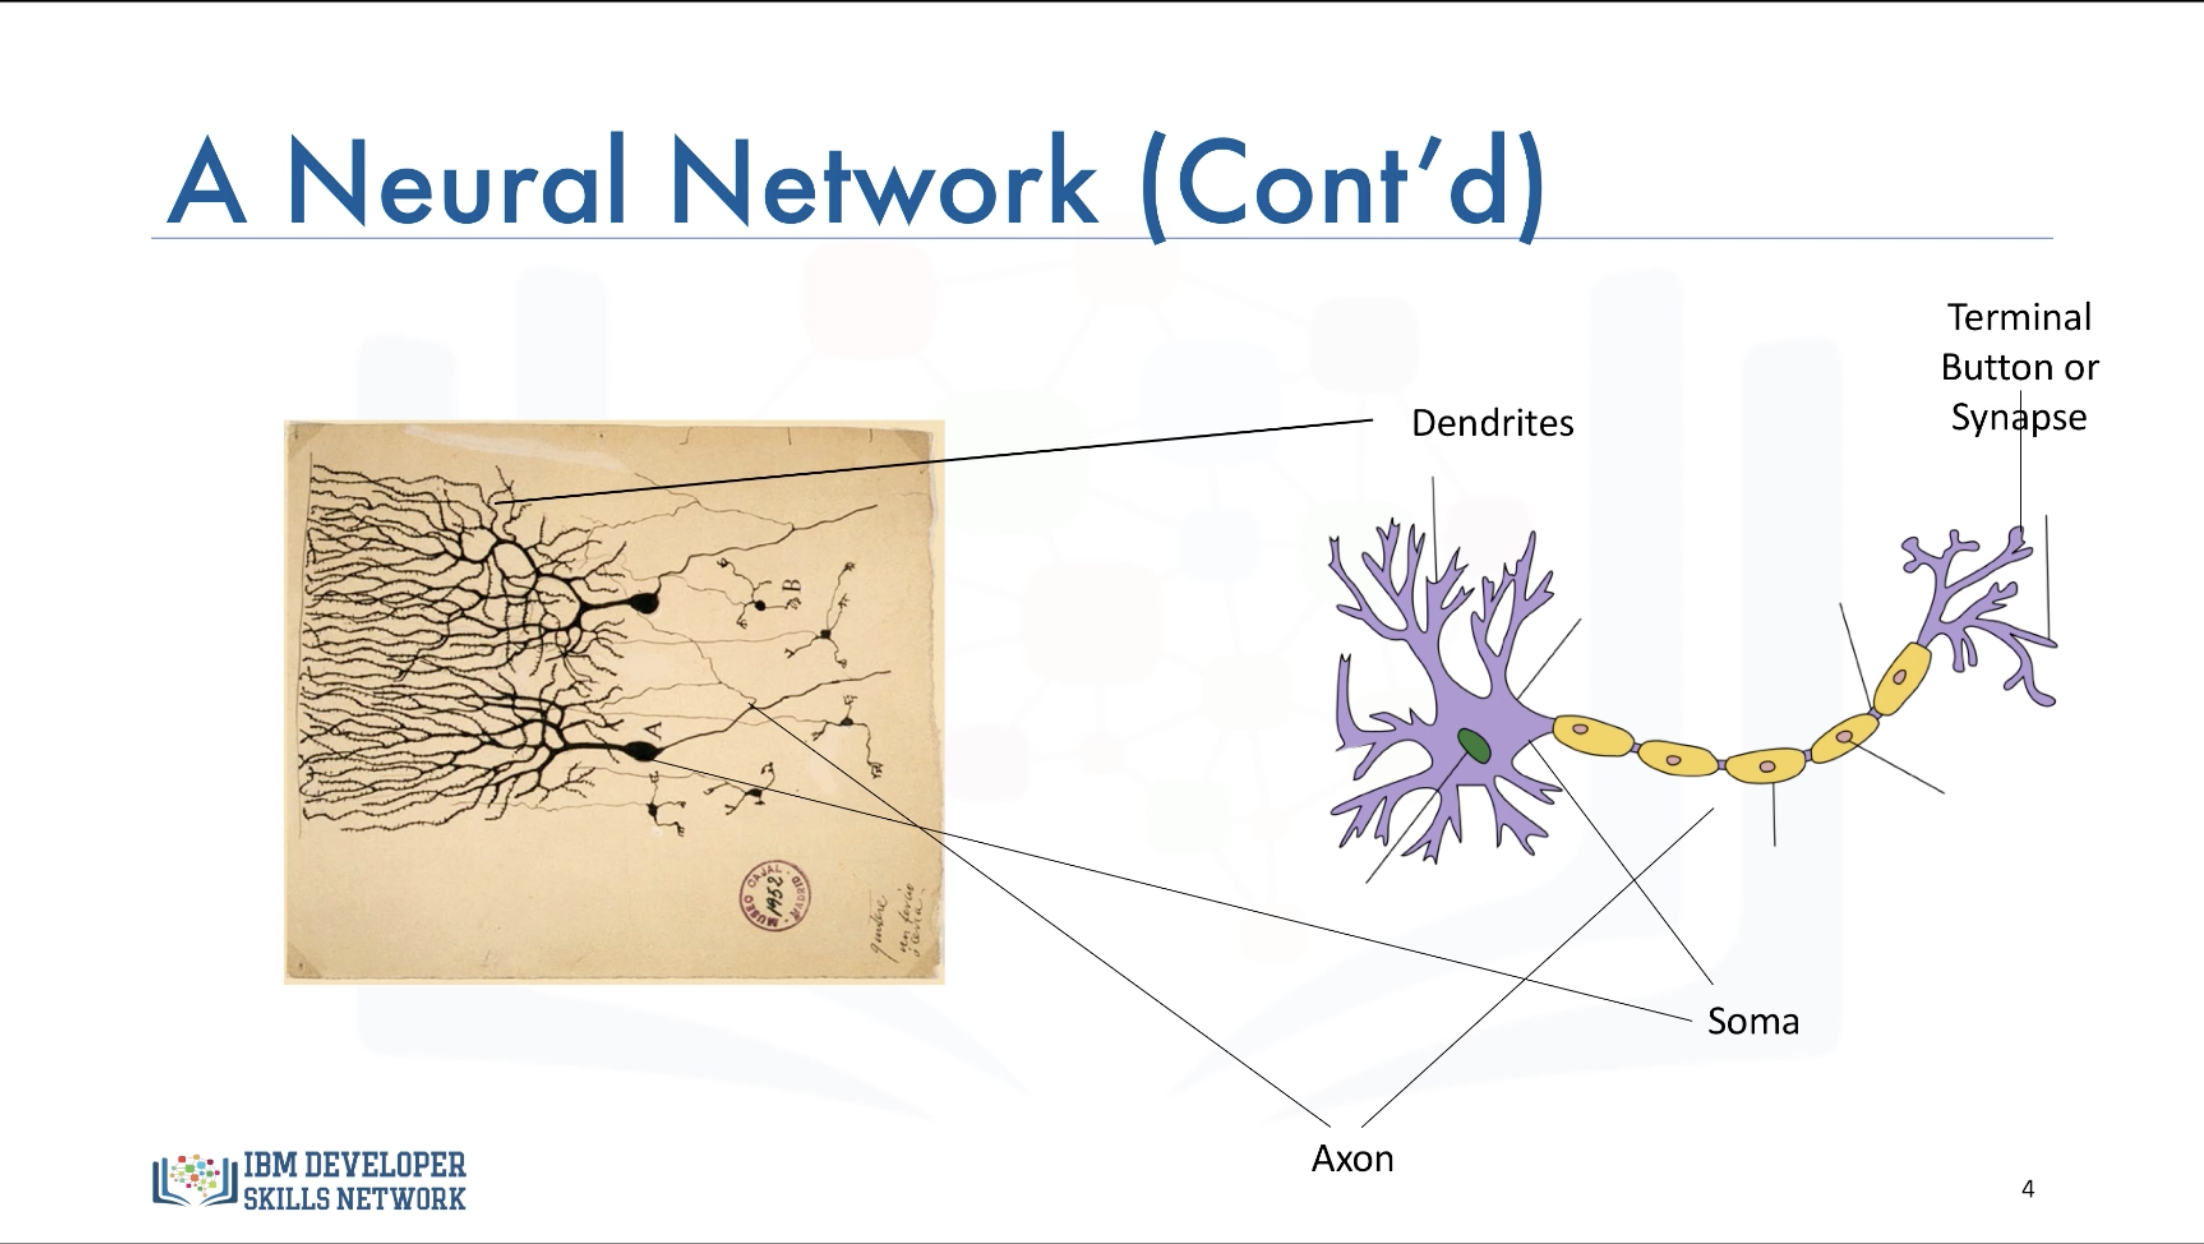 A Neural Network (Cont’d)
Terminal
Button or
Synapse
Dendrites
B
A
MUSEO CAJAL - MADRID
1952
Soma
Axon
IBM DEVELOPER
SKILLS NETWORK
4